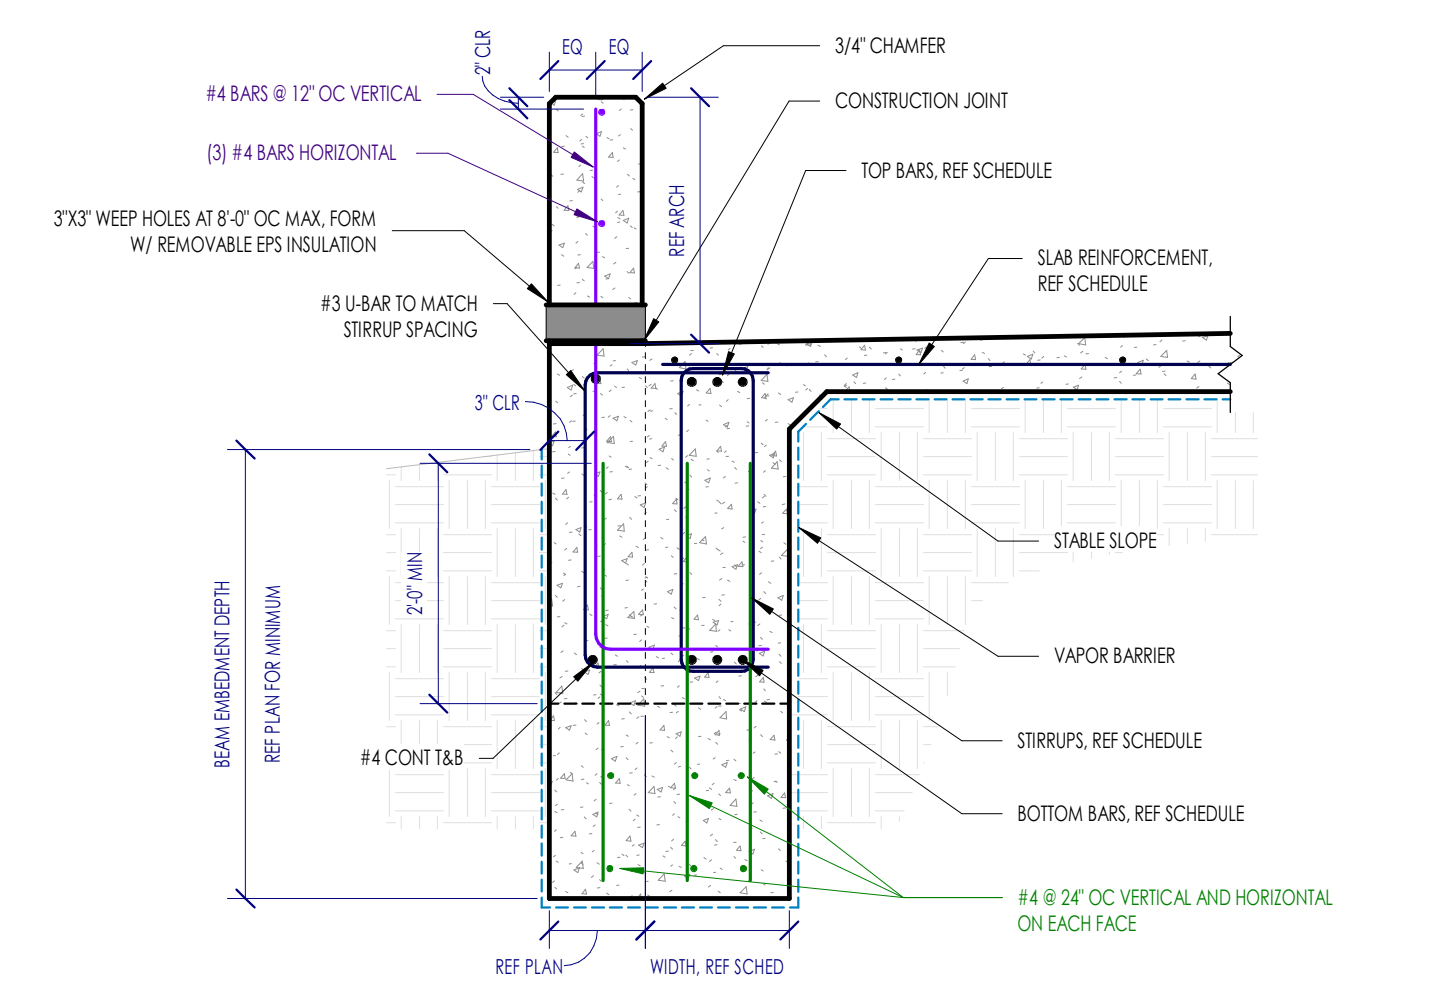 2" CLR
EQ
EQ
3/4" CHAMFER
#4 BARS @ 12" OC VERTICAL
CONSTRUCTION JOINT
(3) #4 BARS HORIZONTAL
TOP BARS, REF SCHEDULE
3"X3" WEEP HOLES AT 8'-0" OC MAX, FORM
W/ REMOVABLE EPS INSULATION
REF ARCH
SLAB REINFORCEMENT,
REF SCHEDULE
#3 U-BAR TO MATCH
STIRRUP SPACING
3" CLR
STABLE SLOPE
2'-0" MIN
BEAM EMBEDMENT DEPTH
REF PLAN FOR MINIMUM
VAPOR BARRIER
#4 CONT T&B
STIRRUPS, REF SCHEDULE
BOTTOM BARS, REF SCHEDULE
#4 @ 24" OC VERTICAL AND HORIZONTAL
ON EACH FACE
REF PLAN
WIDTH, REF SCHED